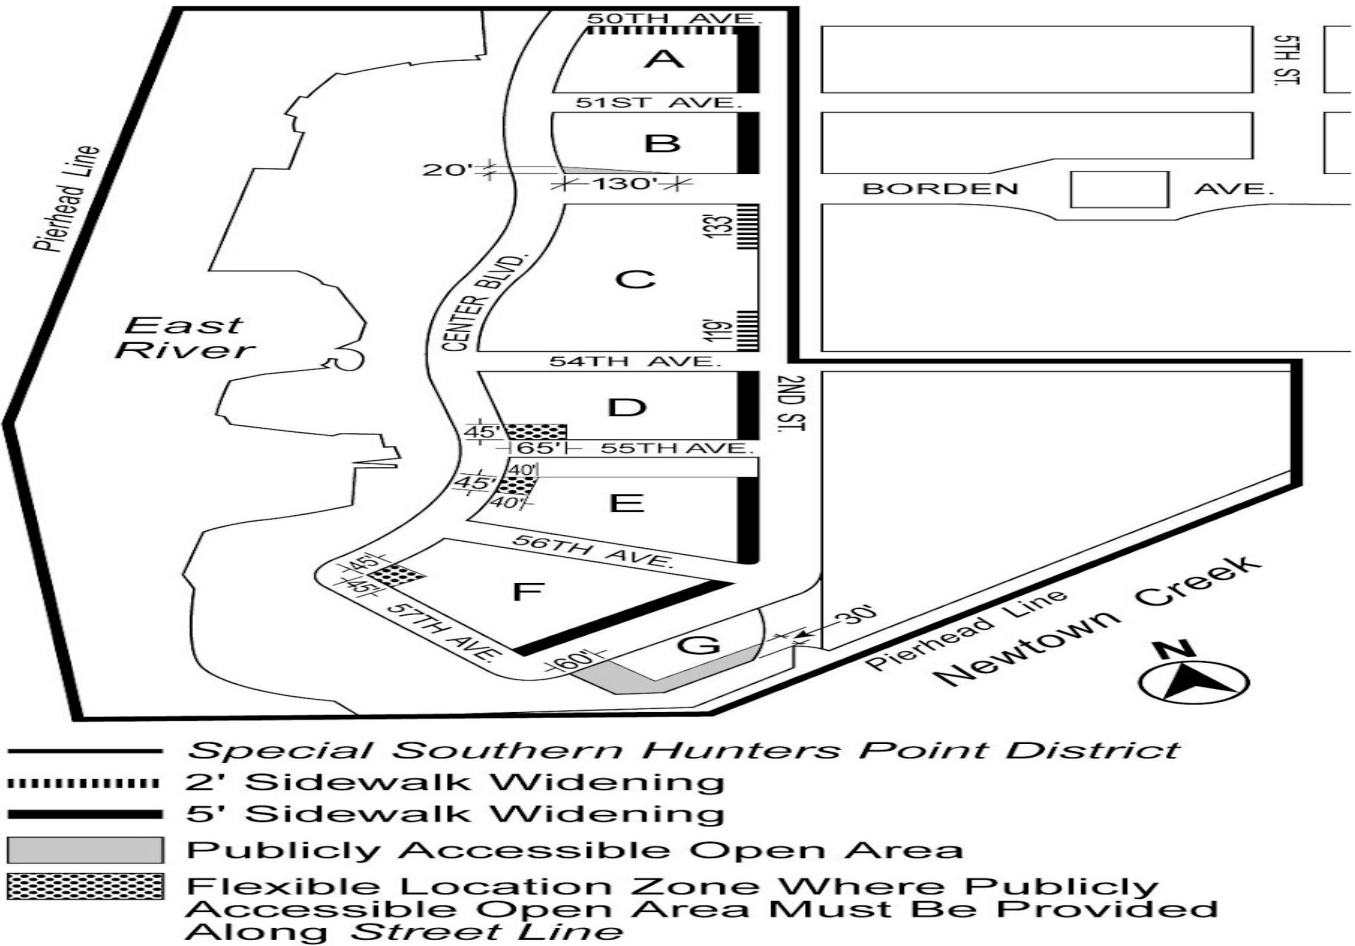 50TH AVE.
5TH ST.
A
51ST AVE.
B
Pierhead Line
20'
130'
BORDEN AVE.
133'
C
CENTER BLVD.
East
River
119'
54TH AVE.
2ND ST.
D
45'
65'
55TH AVE.
40'
45'
40'
E
56TH AVE.
45'
45'
F
57TH AVE.
30'
G
60'
Pierhead Line
Newtown Creek
N
Special Southern Hunters Point District
2' Sidewalk Widening
5' Sidewalk Widening
Publicly Accessible Open Area
Flexible Location Zone Where Publicly
Accessible Open Area Must Be Provided
Along Street Line